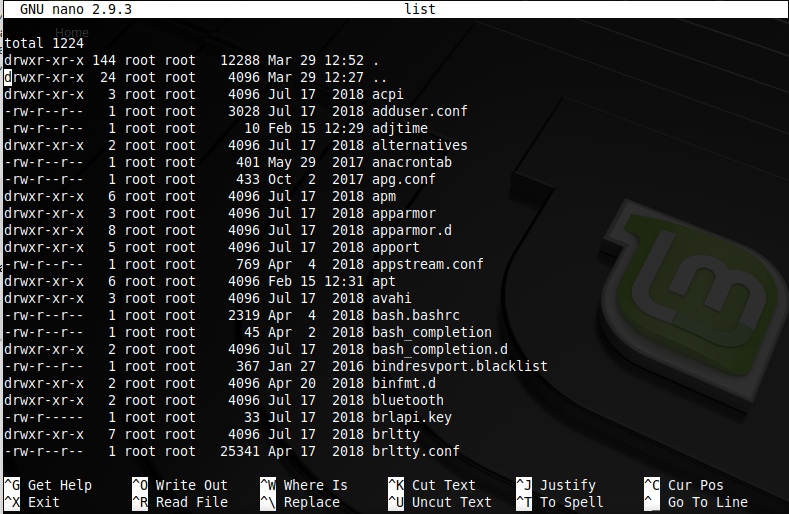 GNU nano 2.9.3 list
Home
total 1224
drwxr-xr-x 144 root root   12288 Mar 29 12:52 .
drwxr-xr-x  24 root root    4096 Mar 29 12:27 ..
drwxr-xr-x   3 root root    4096 Jul 17  2018 acpi
-rw-r--r--   1 root root    3028 Jul 17  2018 adduser.conf
-rw-r--r--   1 root root      10 Feb 15 12:29 adjtime
drwxr-xr-x   2 root root    4096 Jul 17  2018 alternatives
-rw-r--r--   1 root root     401 May 29  2017 anacrontab
-rw-r--r--   1 root root     433 Oct  2  2017 apg.conf
drwxr-xr-x   6 root root    4096 Jul 17  2018 apm
drwxr-xr-x   3 root root    4096 Jul 17  2018 apparmor
drwxr-xr-x   8 root root    4096 Jul 17  2018 apparmor.d
drwxr-xr-x   5 root root    4096 Jul 17  2018 apport
-rw-r--r--   1 root root     769 Apr  4  2018 appstream.conf
drwxr-xr-x   6 root root    4096 Feb 15 12:31 apt
drwxr-xr-x   3 root root    4096 Jul 17  2018 avahi
-rw-r--r--   1 root root    2319 Apr  4  2018 bash.bashrc
-rw-r--r--   1 root root      45 Apr  2  2018 bash_completion
drwxr-xr-x   2 root root    4096 Jul 17  2018 bash_completion.d
-rw-r--r--   1 root root     367 Jan 27  2016 bindresvport.blacklist
drwxr-xr-x   2 root root    4096 Apr 20  2018 binfmt.d
drwxr-xr-x   2 root root    4096 Jul 17  2018 bluetooth
-rw-r-----   1 root root      33 Jul 17  2018 brlapi.key
drwxr-xr-x   7 root root    4096 Jul 17  2018 brltty
-rw-r--r--   1 root root   25341 Apr 17  2018 brltty.conf
^G Get Help ^O Write Out ^W Where Is ^K Cut Text ^J Justify ^C Cur Pos
^X Exit ^R Read File ^\ Replace ^U Uncut Text ^T To Spell ^_ Go To Line